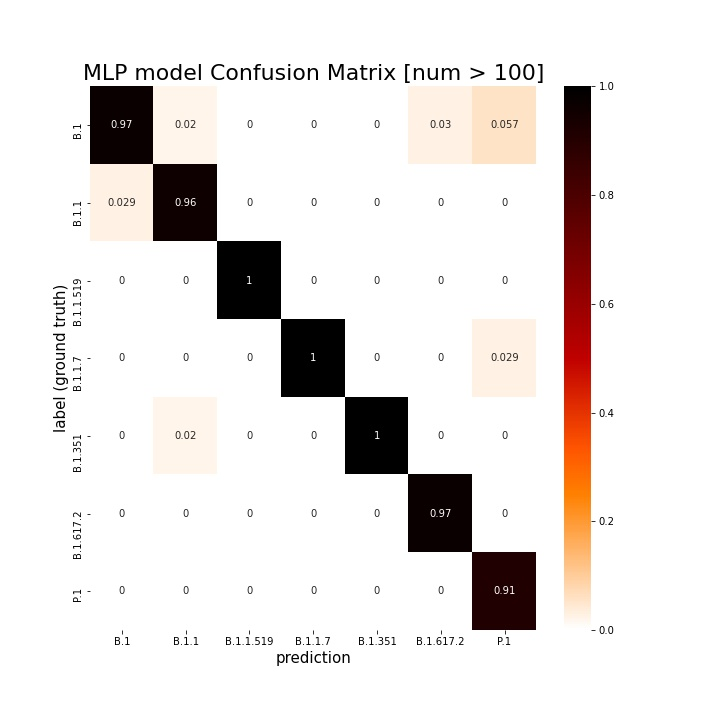 MLP model Confusion Matrix [num > 100]
B.1 0.97 0.02 0 0 0 0.03 0.057
B.1.1 0.029 0.96 0 0 0 0 0
B.1.1.519 0 0 1 0 0 0 0
B.1.1.7 0 0 0 1 0 0 0.029
B.1.351 0 0.02 0 0 1 0 0
B.1.617.2 0 0 0 0 0 0.97 0
P.1 0 0 0 0 0 0 0.91
B.1 B.1.1 B.1.1.519 B.1.1.7 B.1.351 B.1.617.2 P.1
prediction
label (ground truth)
1.0
0.8
0.6
0.4
0.2
0.0